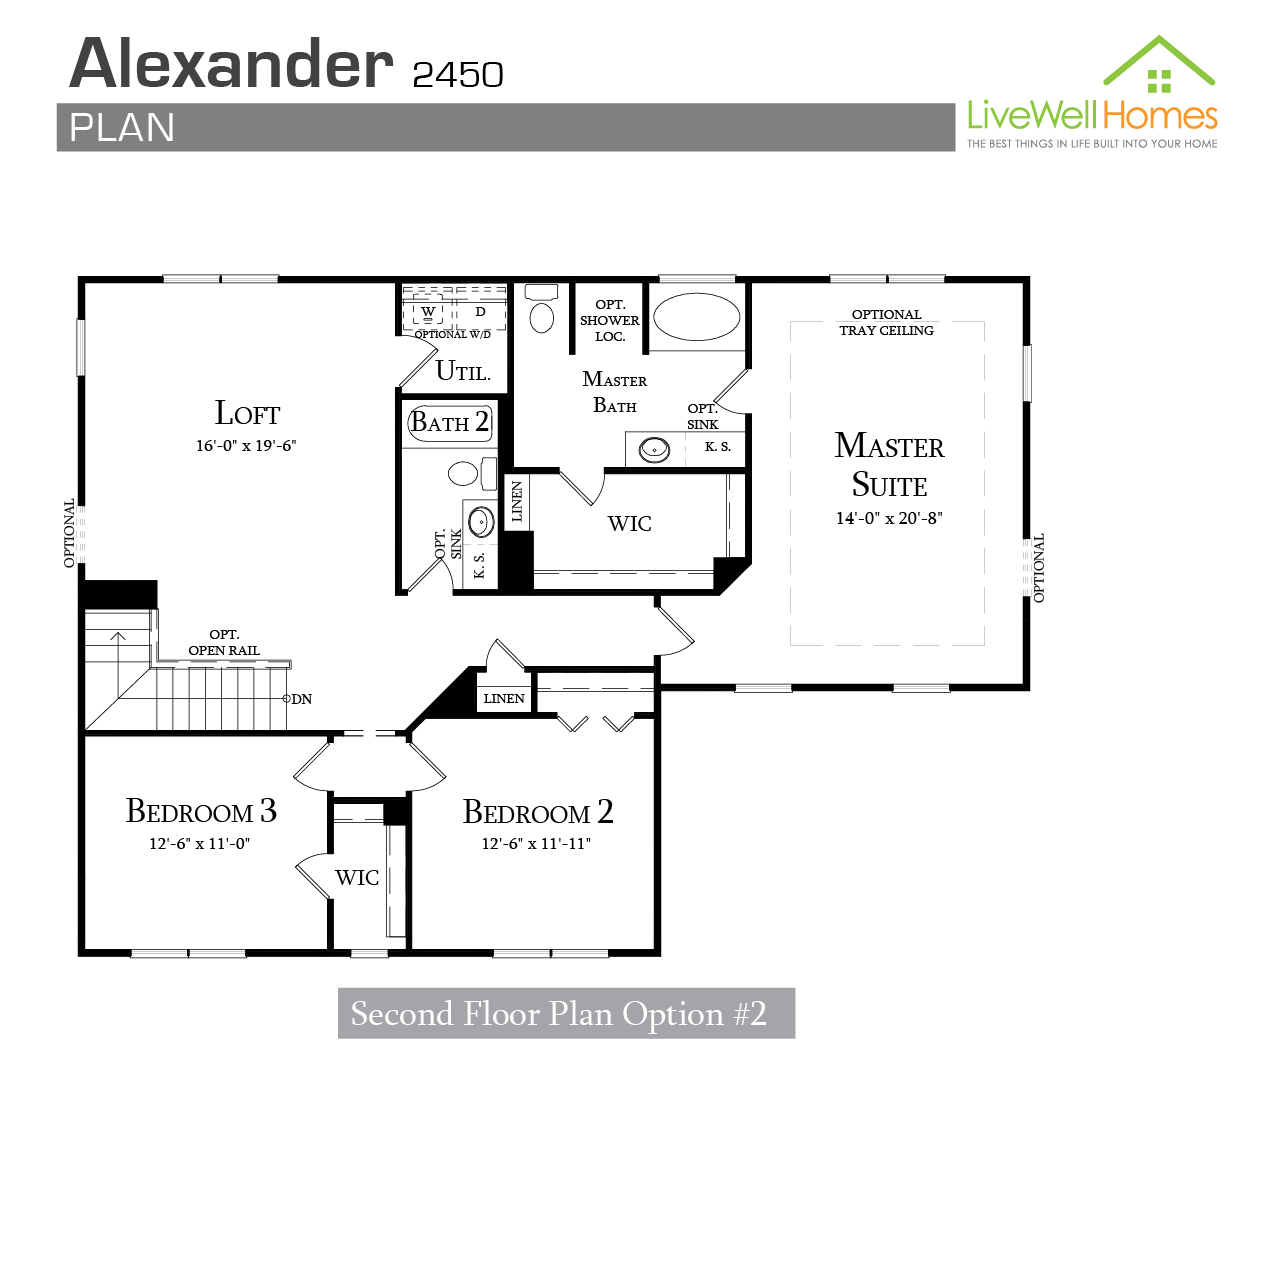 Alexander 2450
PLAN
LiveWell Homes
THE BEST THINGS IN LIFE BUILT INTO YOUR HOME
W
D
OPTIONAL W/D
UTIL.
OPT.
SHOWER
LOC.
MASTER
BATH
OPT.
SINK
K. S.
OPTIONAL
TRAY CEILING
LOFT
16'-0" x 19'-6"
BATH 2
MASTER
SUITE
14'-0" x 20'-8"
LINEN
WIC
OPT.
SINK
K. S.
OPTIONAL
OPTIONAL
OPT.
OPEN RAIL
DN
LINEN
BEDROOM 3
12'-6" x 11'-0"
BEDROOM 2
12'-6" x 11'-11"
WIC
Second Floor Plan Option #2